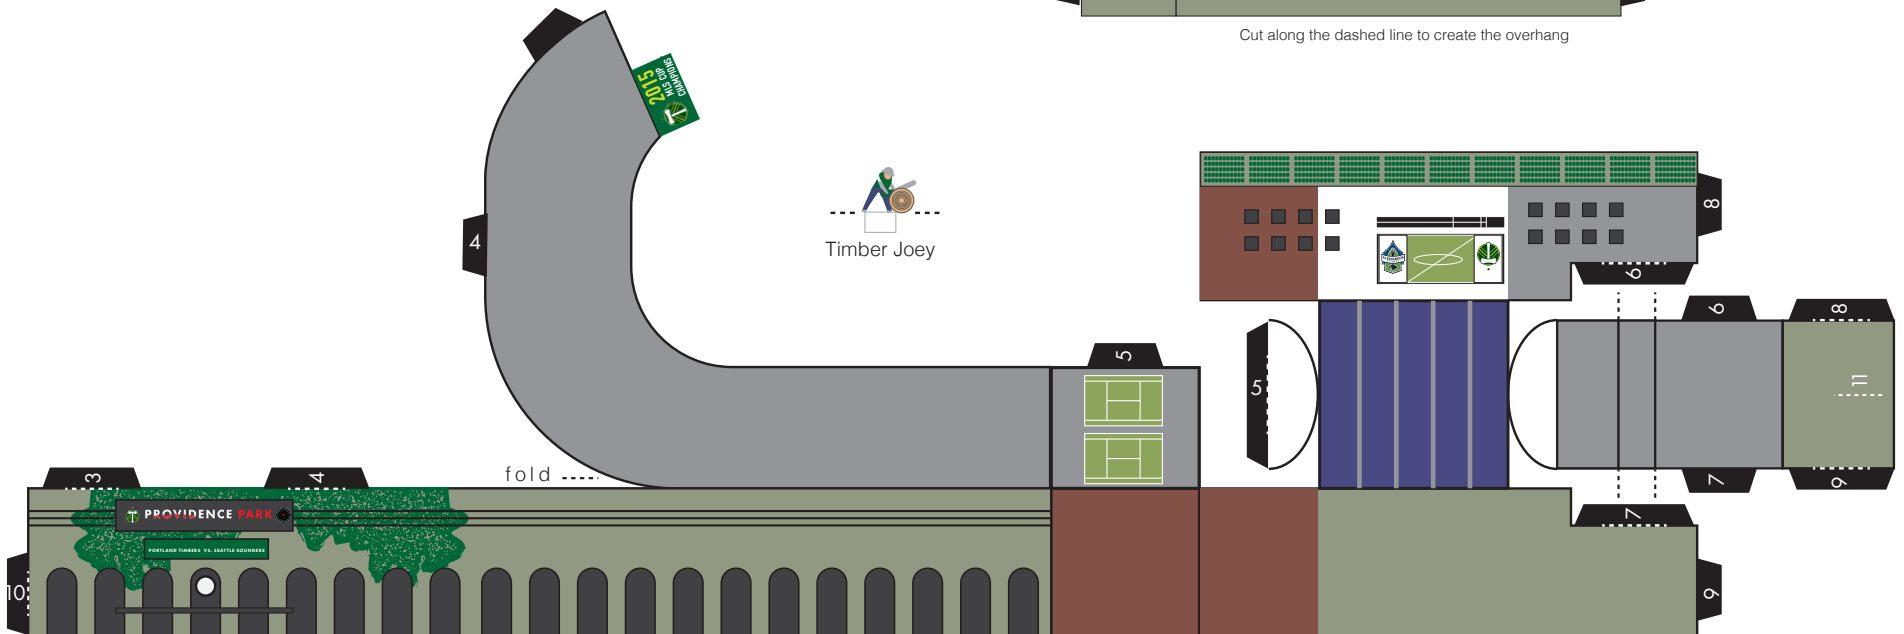 Cut along the dashed line to create the overhang
2015
MLS CUP
CHAMPIONS
4
Timber Joey
8
6
5
5
6
8
11
fold
3
4
7
9
7
PROVIDENCE PARK
PORTLAND TIMBERS VS. SEATTLE SOUNDERS
10
9